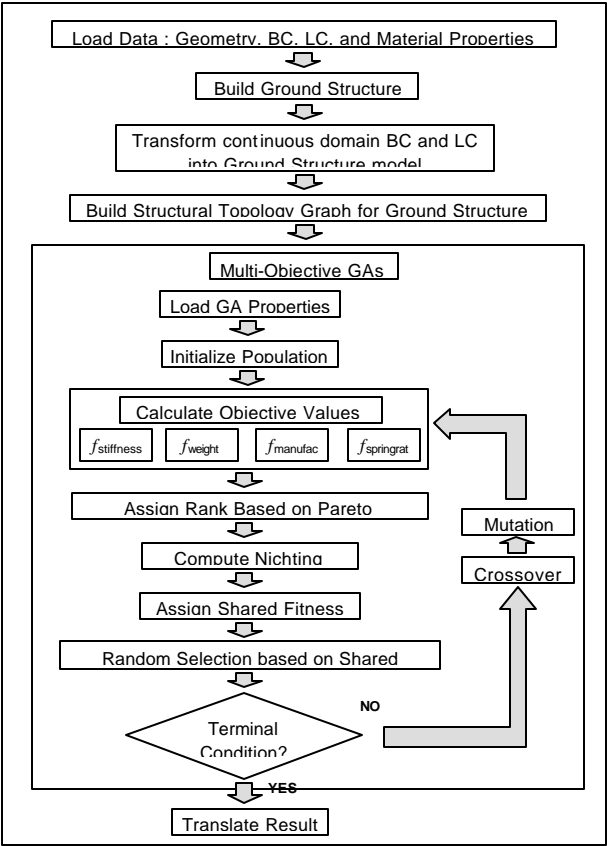 Load Data : Geometry, BC, LC, and Material Properties
Build Ground Structure
Transform continuous domain BC and LC
into Ground Structure model
Build Structural Topology Graph for Ground Structure
Multi-Objective GAs
Load GA Properties
Initialize Population
Calculate Objective Values
fstiffness fweight fmanufac fspringrat
Assign Rank Based on Pareto
Compute Nichting
Assign Shared Fitness
Random Selection based on Shared
Mutation
Crossover
NO
Terminal
Condition?
YES
Translate Result